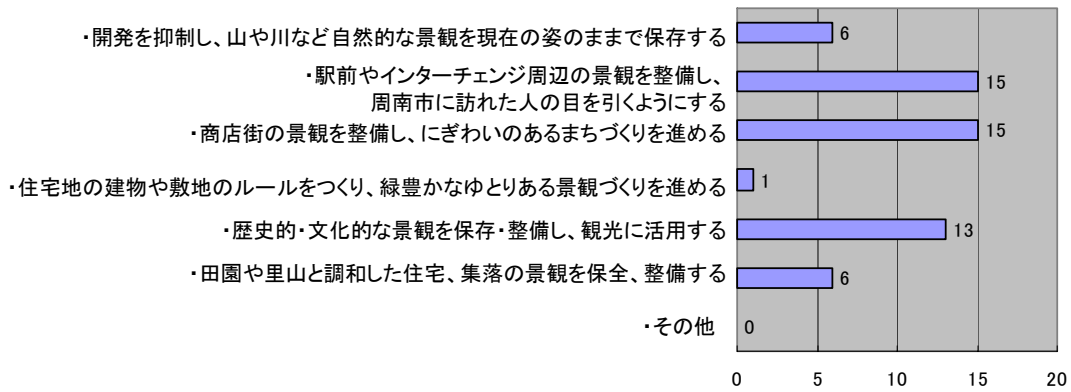 ・開発を抑制し、山や川など自然的な景観を現在の姿のままで保存する 6
・駅前やインターチェンジ周辺の景観を整備し、
周南市に訪れた人の目を引くようにする 15
・商店街の景観を整備し、にぎわいのあるまちづくりを進める 15
・住宅地の建物や敷地のルールをつくり、緑豊かなゆとりある景観づくりを進める 1
・歴史的・文化的な景観を保存・整備し、観光に活用する 13
・田園や里山と調和した住宅、集落の景観を保全、整備する 6
・その他 0
0 5 10 15 20